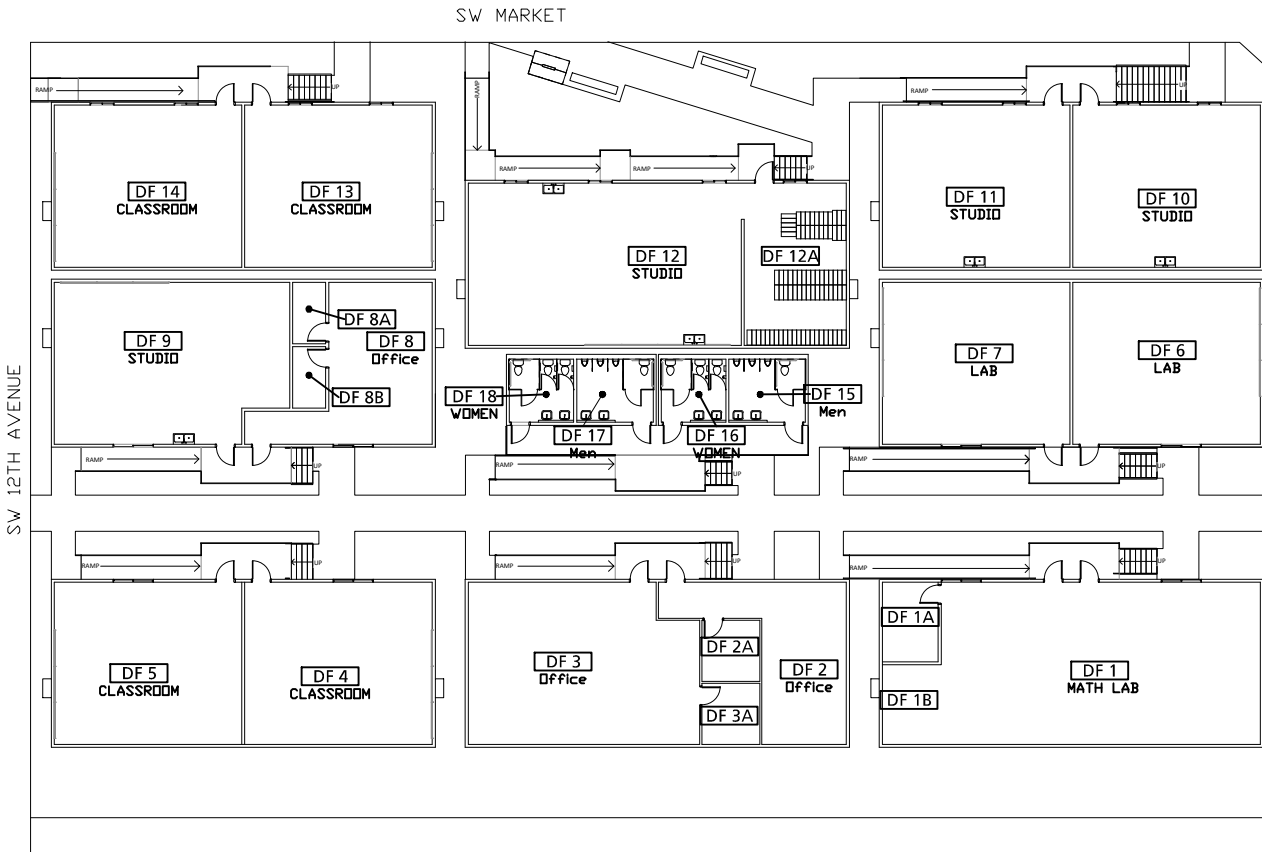 SW MARKET
SW 12TH AVENUE
RAMP
UP
RAMP
RAMP
UP
RAMP
RAMP
UP
DF 14
CLASSROOM
DF 13
CLASSROOM
DF 12
STUDIO
DF 12A
DF 11
STUDIO
DF 10
STUDIO
DF 9
STUDIO
DF 8A
DF 8
Office
DF 8B
DF 7
LAB
DF 6
LAB
DF 18
WOMEN
DF 17
Men
DF 16
WOMEN
DF 15
Men
RAMP
UP
RAMP
UP
RAMP
UP
RAMP
UP
RAMP
UP
RAMP
UP
DF 5
CLASSROOM
DF 4
CLASSROOM
DF 3
Office
DF 2A
DF 3A
DF 2
Office
DF 1A
DF 1B
DF 1
MATH LAB